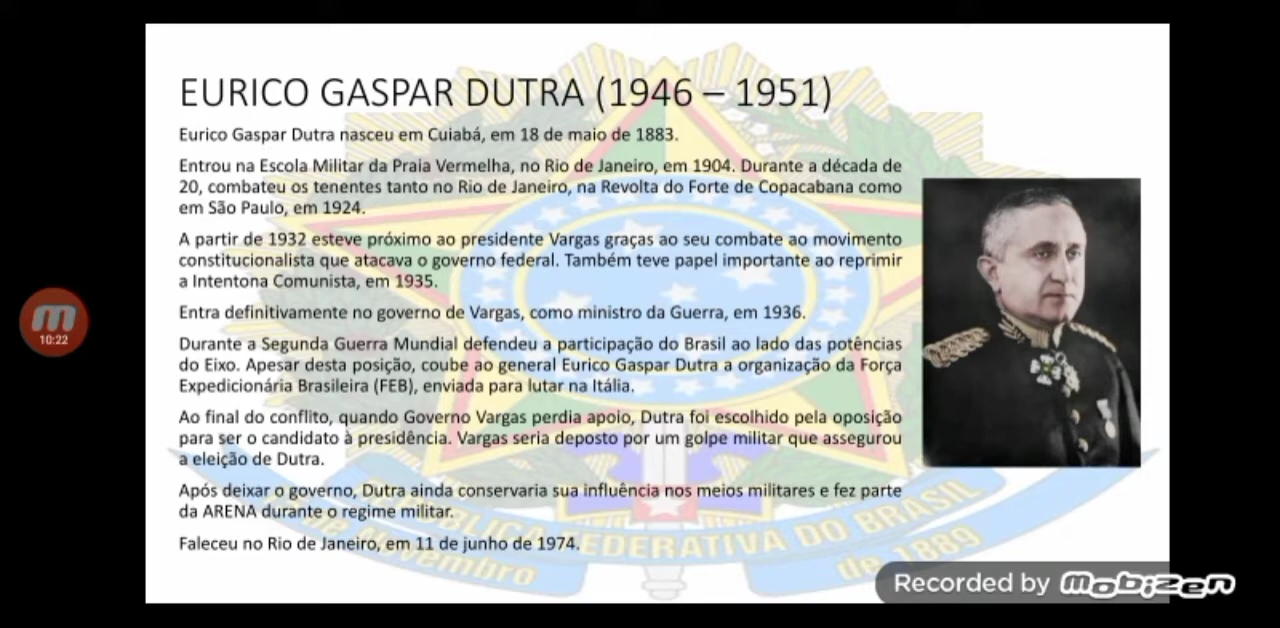 EURICO GASPAR DUTRA (1946 – 1951)
Eurico Gaspar Dutra nasceu em Cuiabá, em 18 de maio de 1883.
Entrou na Escola Militar da Praia Vermelha, no Rio de Janeiro, em 1904. Durante a década de
20, combateu os tenentes tanto no Rio de Janeiro, na Revolta do Forte de Copacabana como
em São Paulo, em 1924.
A partir de 1932 esteve próximo ao presidente Vargas graças ao seu combate ao movimento
constitucionalista que atacava o governo federal. Também teve papel importante ao reprimir
a Intentona Comunista, em 1935.
Entra definitivamente no governo de Vargas, como ministro da Guerra, em 1936.
Durante a Segunda Guerra Mundial defendeu a participação do Brasil ao lado das potências
do Eixo. Apesar desta posição, coube ao general Eurico Gaspar Dutra a organização da Força
Expedicionária Brasileira (FEB), enviada para lutar na Itália.
Ao final do conflito, quando Governo Vargas perdia apoio, Dutra foi escolhido pela oposição
para ser o candidato à presidência. Vargas seria deposto por um golpe militar que assegurou
a eleição de Dutra.
Após deixar o governo, Dutra ainda conservaria sua influência nos meios militares e fez parte
da ARENA durante o regime militar.
Faleceu no Rio de Janeiro, em 11 de junho de 1974.
FEDERATIVA DO BRASIL
de 1889
m
10:22
Recorded by mobizen